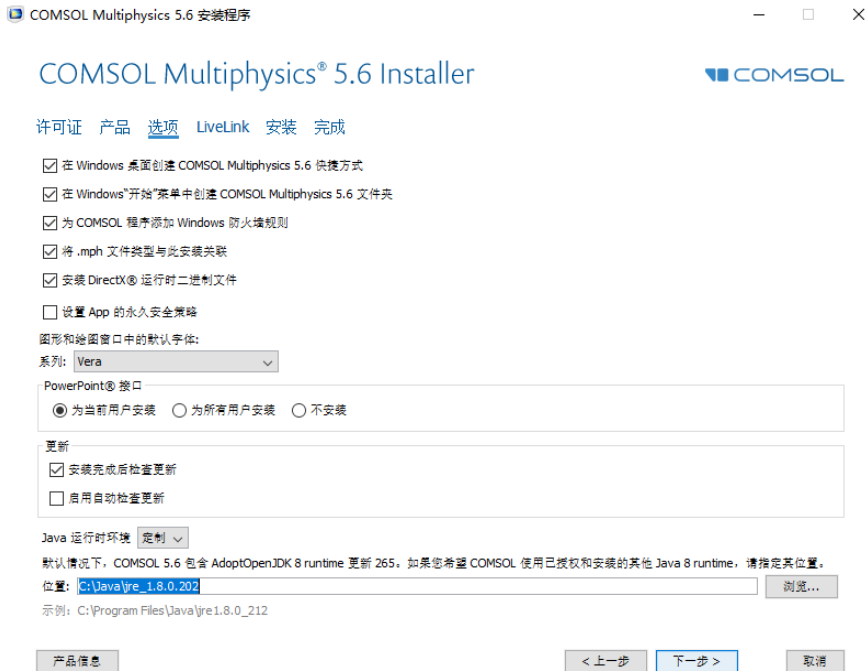 COMSOL Multiphysics 5.6 安装程序
COMSOL Multiphysics® 5.6 Installer
COMSOL
许可证 产品 选项 LiveLink 安装 完成
在 Windows 桌面创建 COMSOL Multiphysics 5.6 快捷方式
在 Windows“开始”菜单中创建 COMSOL Multiphysics 5.6 文件夹
为 COMSOL 程序添加 Windows 防火墙规则
将 .mph 文件类型与此安装关联
安装 DirectX® 运行时二进制文件
设置 App 的永久安全策略
图形和绘图窗口中的默认字体:
系列: Vera
PowerPoint® 接口
为当前用户安装 为所有用户安装 不安装
更新
安装完成后检查更新
启用自动检查更新
Java 运行时环境 定制
默认情况下，COMSOL 5.6 包含 AdoptOpenJDK 8 runtime 更新 265。如果您希望 COMSOL 使用已授权和安装的其他 Java 8 runtime，请指定其位置。
位置: C:\Java\jre_1.8.0.202 浏览...
示例: C:\Program Files\Java\jre1.8.0_212
产品信息 < 上一步 下一步 > 取消